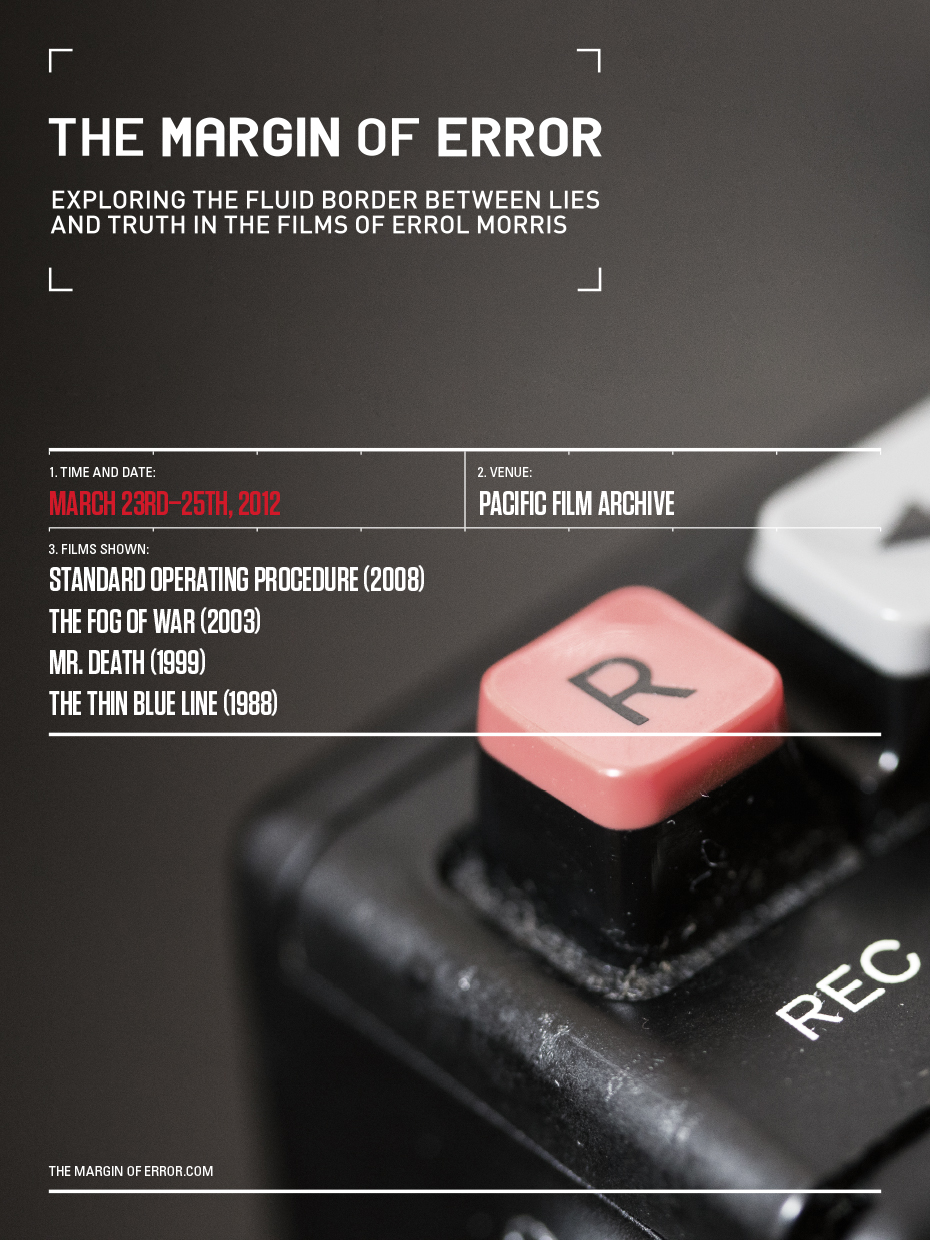 THE MARGIN OF ERROR
EXPLORING THE FLUID BORDER BETWEEN LIES
AND TRUTH IN THE FILMS OF ERROL MORRIS
1. TIME AND DATE:
MARCH 23RD–25TH, 2012
2. VENUE:
PACIFIC FILM ARCHIVE
3. FILMS SHOWN:
STANDARD OPERATING PROCEDURE (2008)
THE FOG OF WAR (2003)
MR. DEATH (1999)
THE THIN BLUE LINE (1988)
R
REC
THE MARGIN OF ERROR.COM